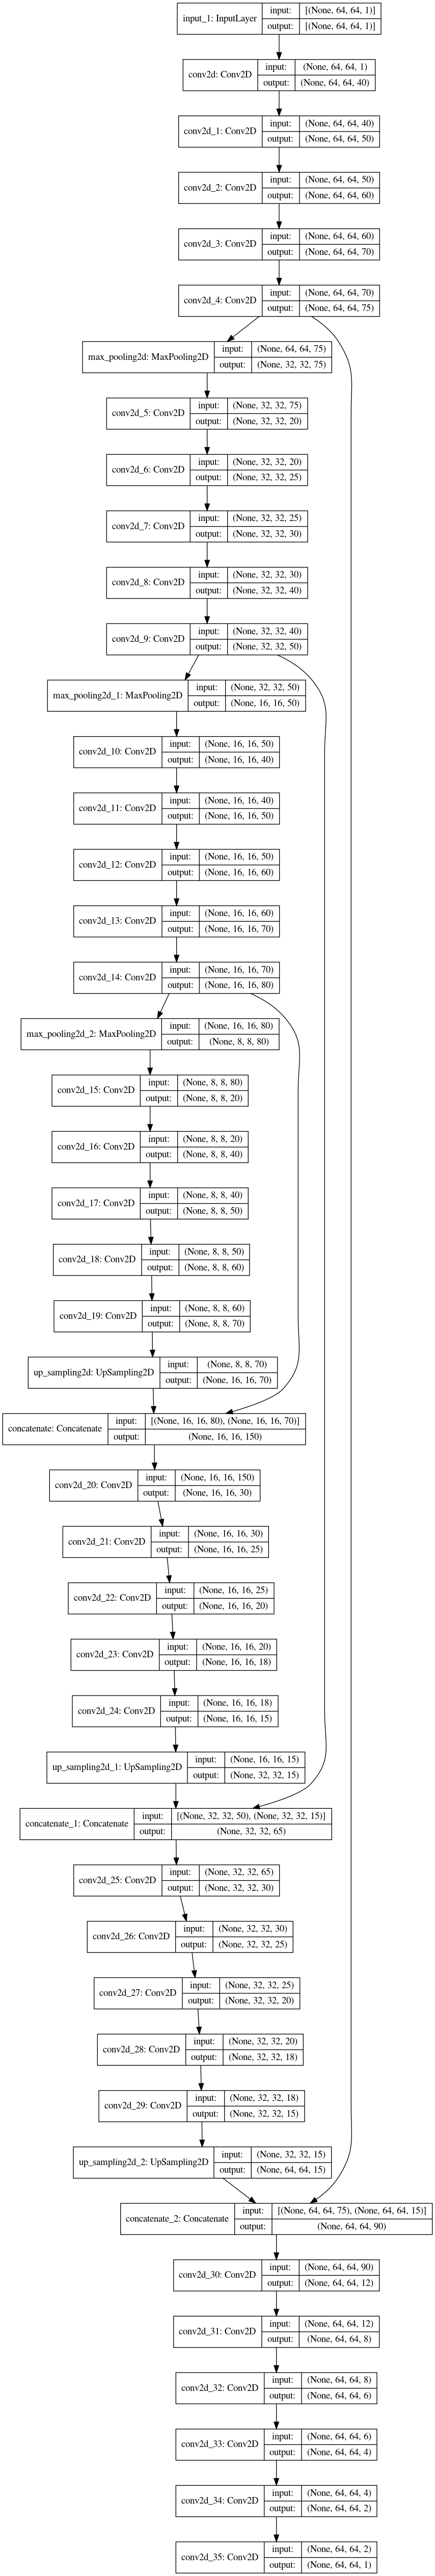 input_1: InputLayer
input: [(None, 64, 64, 1)]
output: [(None, 64, 64, 1)]
conv2d: Conv2D
input: (None, 64, 64, 1)
output: (None, 64, 64, 40)
conv2d_1: Conv2D
input: (None, 64, 64, 40)
output: (None, 64, 64, 50)
conv2d_2: Conv2D
input: (None, 64, 64, 50)
output: (None, 64, 64, 60)
conv2d_3: Conv2D
input: (None, 64, 64, 60)
output: (None, 64, 64, 70)
conv2d_4: Conv2D
input: (None, 64, 64, 70)
output: (None, 64, 64, 75)
max_pooling2d: MaxPooling2D
input: (None, 64, 64, 75)
output: (None, 32, 32, 75)
conv2d_5: Conv2D
input: (None, 32, 32, 75)
output: (None, 32, 32, 20)
conv2d_6: Conv2D
input: (None, 32, 32, 20)
output: (None, 32, 32, 25)
conv2d_7: Conv2D
input: (None, 32, 32, 25)
output: (None, 32, 32, 30)
conv2d_8: Conv2D
input: (None, 32, 32, 30)
output: (None, 32, 32, 40)
conv2d_9: Conv2D
input: (None, 32, 32, 40)
output: (None, 32, 32, 50)
max_pooling2d_1: MaxPooling2D
input: (None, 32, 32, 50)
output: (None, 16, 16, 50)
conv2d_10: Conv2D
input: (None, 16, 16, 50)
output: (None, 16, 16, 40)
conv2d_11: Conv2D
input: (None, 16, 16, 40)
output: (None, 16, 16, 50)
conv2d_12: Conv2D
input: (None, 16, 16, 50)
output: (None, 16, 16, 60)
conv2d_13: Conv2D
input: (None, 16, 16, 60)
output: (None, 16, 16, 70)
conv2d_14: Conv2D
input: (None, 16, 16, 70)
output: (None, 16, 16, 80)
max_pooling2d_2: MaxPooling2D
input: (None, 16, 16, 80)
output: (None, 8, 8, 80)
conv2d_15: Conv2D
input: (None, 8, 8, 80)
output: (None, 8, 8, 20)
conv2d_16: Conv2D
input: (None, 8, 8, 20)
output: (None, 8, 8, 40)
conv2d_17: Conv2D
input: (None, 8, 8, 40)
output: (None, 8, 8, 50)
conv2d_18: Conv2D
input: (None, 8, 8, 50)
output: (None, 8, 8, 60)
conv2d_19: Conv2D
input: (None, 8, 8, 60)
output: (None, 8, 8, 70)
up_sampling2d: UpSampling2D
input: (None, 8, 8, 70)
output: (None, 16, 16, 70)
concatenate: Concatenate
input: [(None, 16, 16, 80), (None, 16, 16, 70)]
output: (None, 16, 16, 150)
conv2d_20: Conv2D
input: (None, 16, 16, 150)
output: (None, 16, 16, 30)
conv2d_21: Conv2D
input: (None, 16, 16, 30)
output: (None, 16, 16, 25)
conv2d_22: Conv2D
input: (None, 16, 16, 25)
output: (None, 16, 16, 20)
conv2d_23: Conv2D
input: (None, 16, 16, 20)
output: (None, 16, 16, 18)
conv2d_24: Conv2D
input: (None, 16, 16, 18)
output: (None, 16, 16, 15)
up_sampling2d_1: UpSampling2D
input: (None, 16, 16, 15)
output: (None, 32, 32, 15)
concatenate_1: Concatenate
input: [(None, 32, 32, 50), (None, 32, 32, 15)]
output: (None, 32, 32, 65)
conv2d_25: Conv2D
input: (None, 32, 32, 65)
output: (None, 32, 32, 30)
conv2d_26: Conv2D
input: (None, 32, 32, 30)
output: (None, 32, 32, 25)
conv2d_27: Conv2D
input: (None, 32, 32, 25)
output: (None, 32, 32, 20)
conv2d_28: Conv2D
input: (None, 32, 32, 20)
output: (None, 32, 32, 18)
conv2d_29: Conv2D
input: (None, 32, 32, 18)
output: (None, 32, 32, 15)
up_sampling2d_2: UpSampling2D
input: (None, 32, 32, 15)
output: (None, 64, 64, 15)
concatenate_2: Concatenate
input: [(None, 64, 64, 75), (None, 64, 64, 15)]
output: (None, 64, 64, 90)
conv2d_30: Conv2D
input: (None, 64, 64, 90)
output: (None, 64, 64, 12)
conv2d_31: Conv2D
input: (None, 64, 64, 12)
output: (None, 64, 64, 8)
conv2d_32: Conv2D
input: (None, 64, 64, 8)
output: (None, 64, 64, 6)
conv2d_33: Conv2D
input: (None, 64, 64, 6)
output: (None, 64, 64, 4)
conv2d_34: Conv2D
input: (None, 64, 64, 4)
output: (None, 64, 64, 2)
conv2d_35: Conv2D
input: (None, 64, 64, 2)
output: (None, 64, 64, 1)